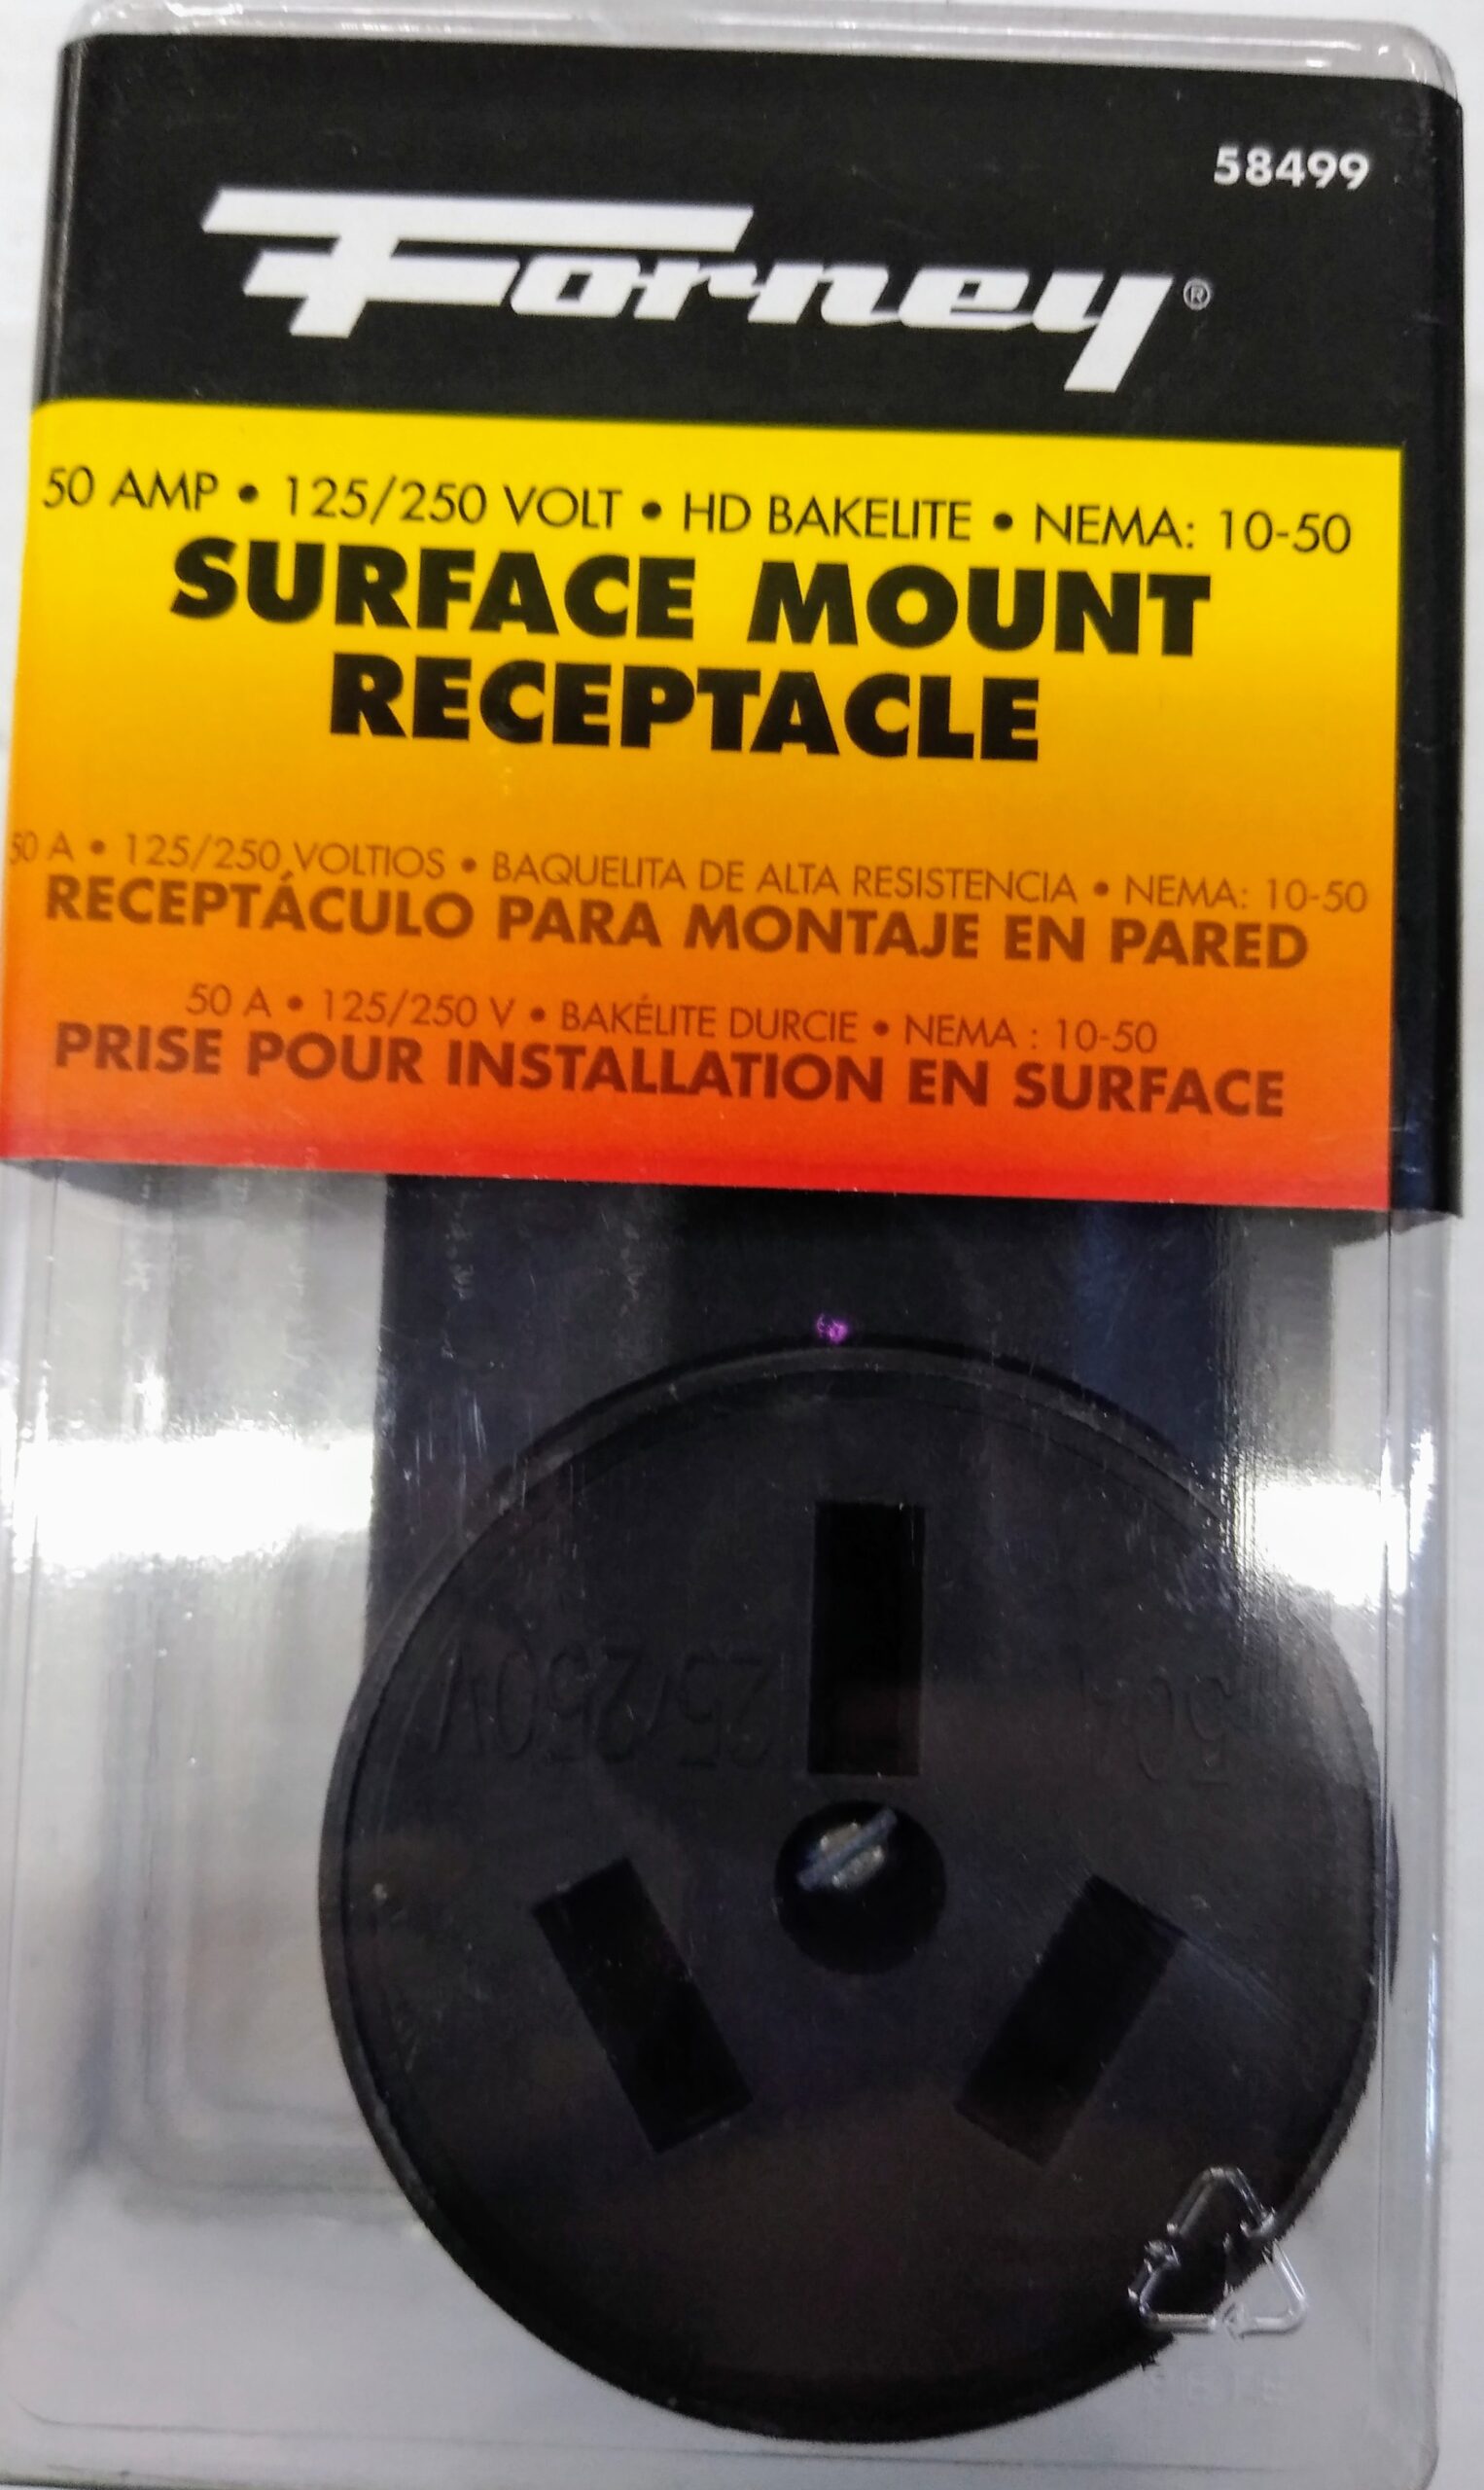 58499
Forney®
50 AMP • 125/250 VOLT • HD BAKELITE • NEMA: 10-50
SURFACE MOUNT
RECEPTACLE
50 A • 125/250 VOLTIOS • BAQUELITA DE ALTA RESISTENCIA • NEMA: 10-50
RECEPTÁCULO PARA MONTAJE EN PARED
50 A • 125/250 V • BAKÉLITE DURCIE • NEMA : 10-50
PRISE POUR INSTALLATION EN SURFACE
25/250V